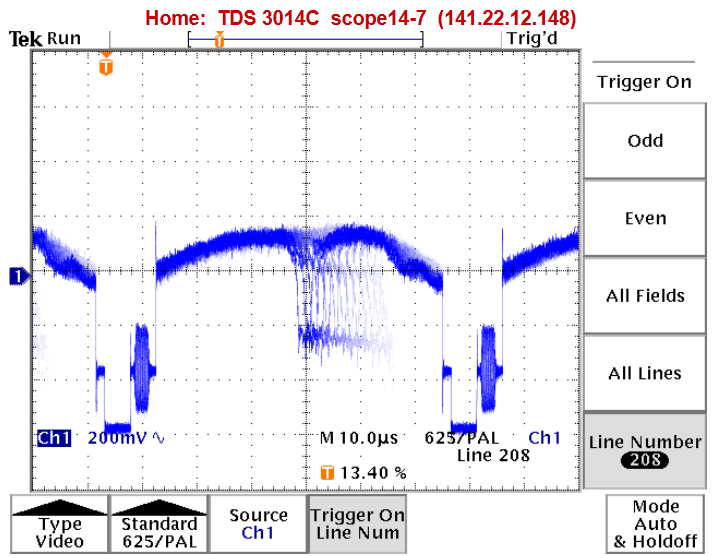 Home: TDS 3014C scope14-7 (141.22.12.148)
Tek Run
Trig'd
T
T
Trigger On
Odd
Even
All Fields
All Lines
Line Number
208
1
Ch1 200mV
M 10.0µs 625/PAL Ch1
Line 208
T 13.40 %
Type
Video
Standard
625/PAL
Source
Ch1
Trigger On
Line Num
Mode
Auto
& Holdoff